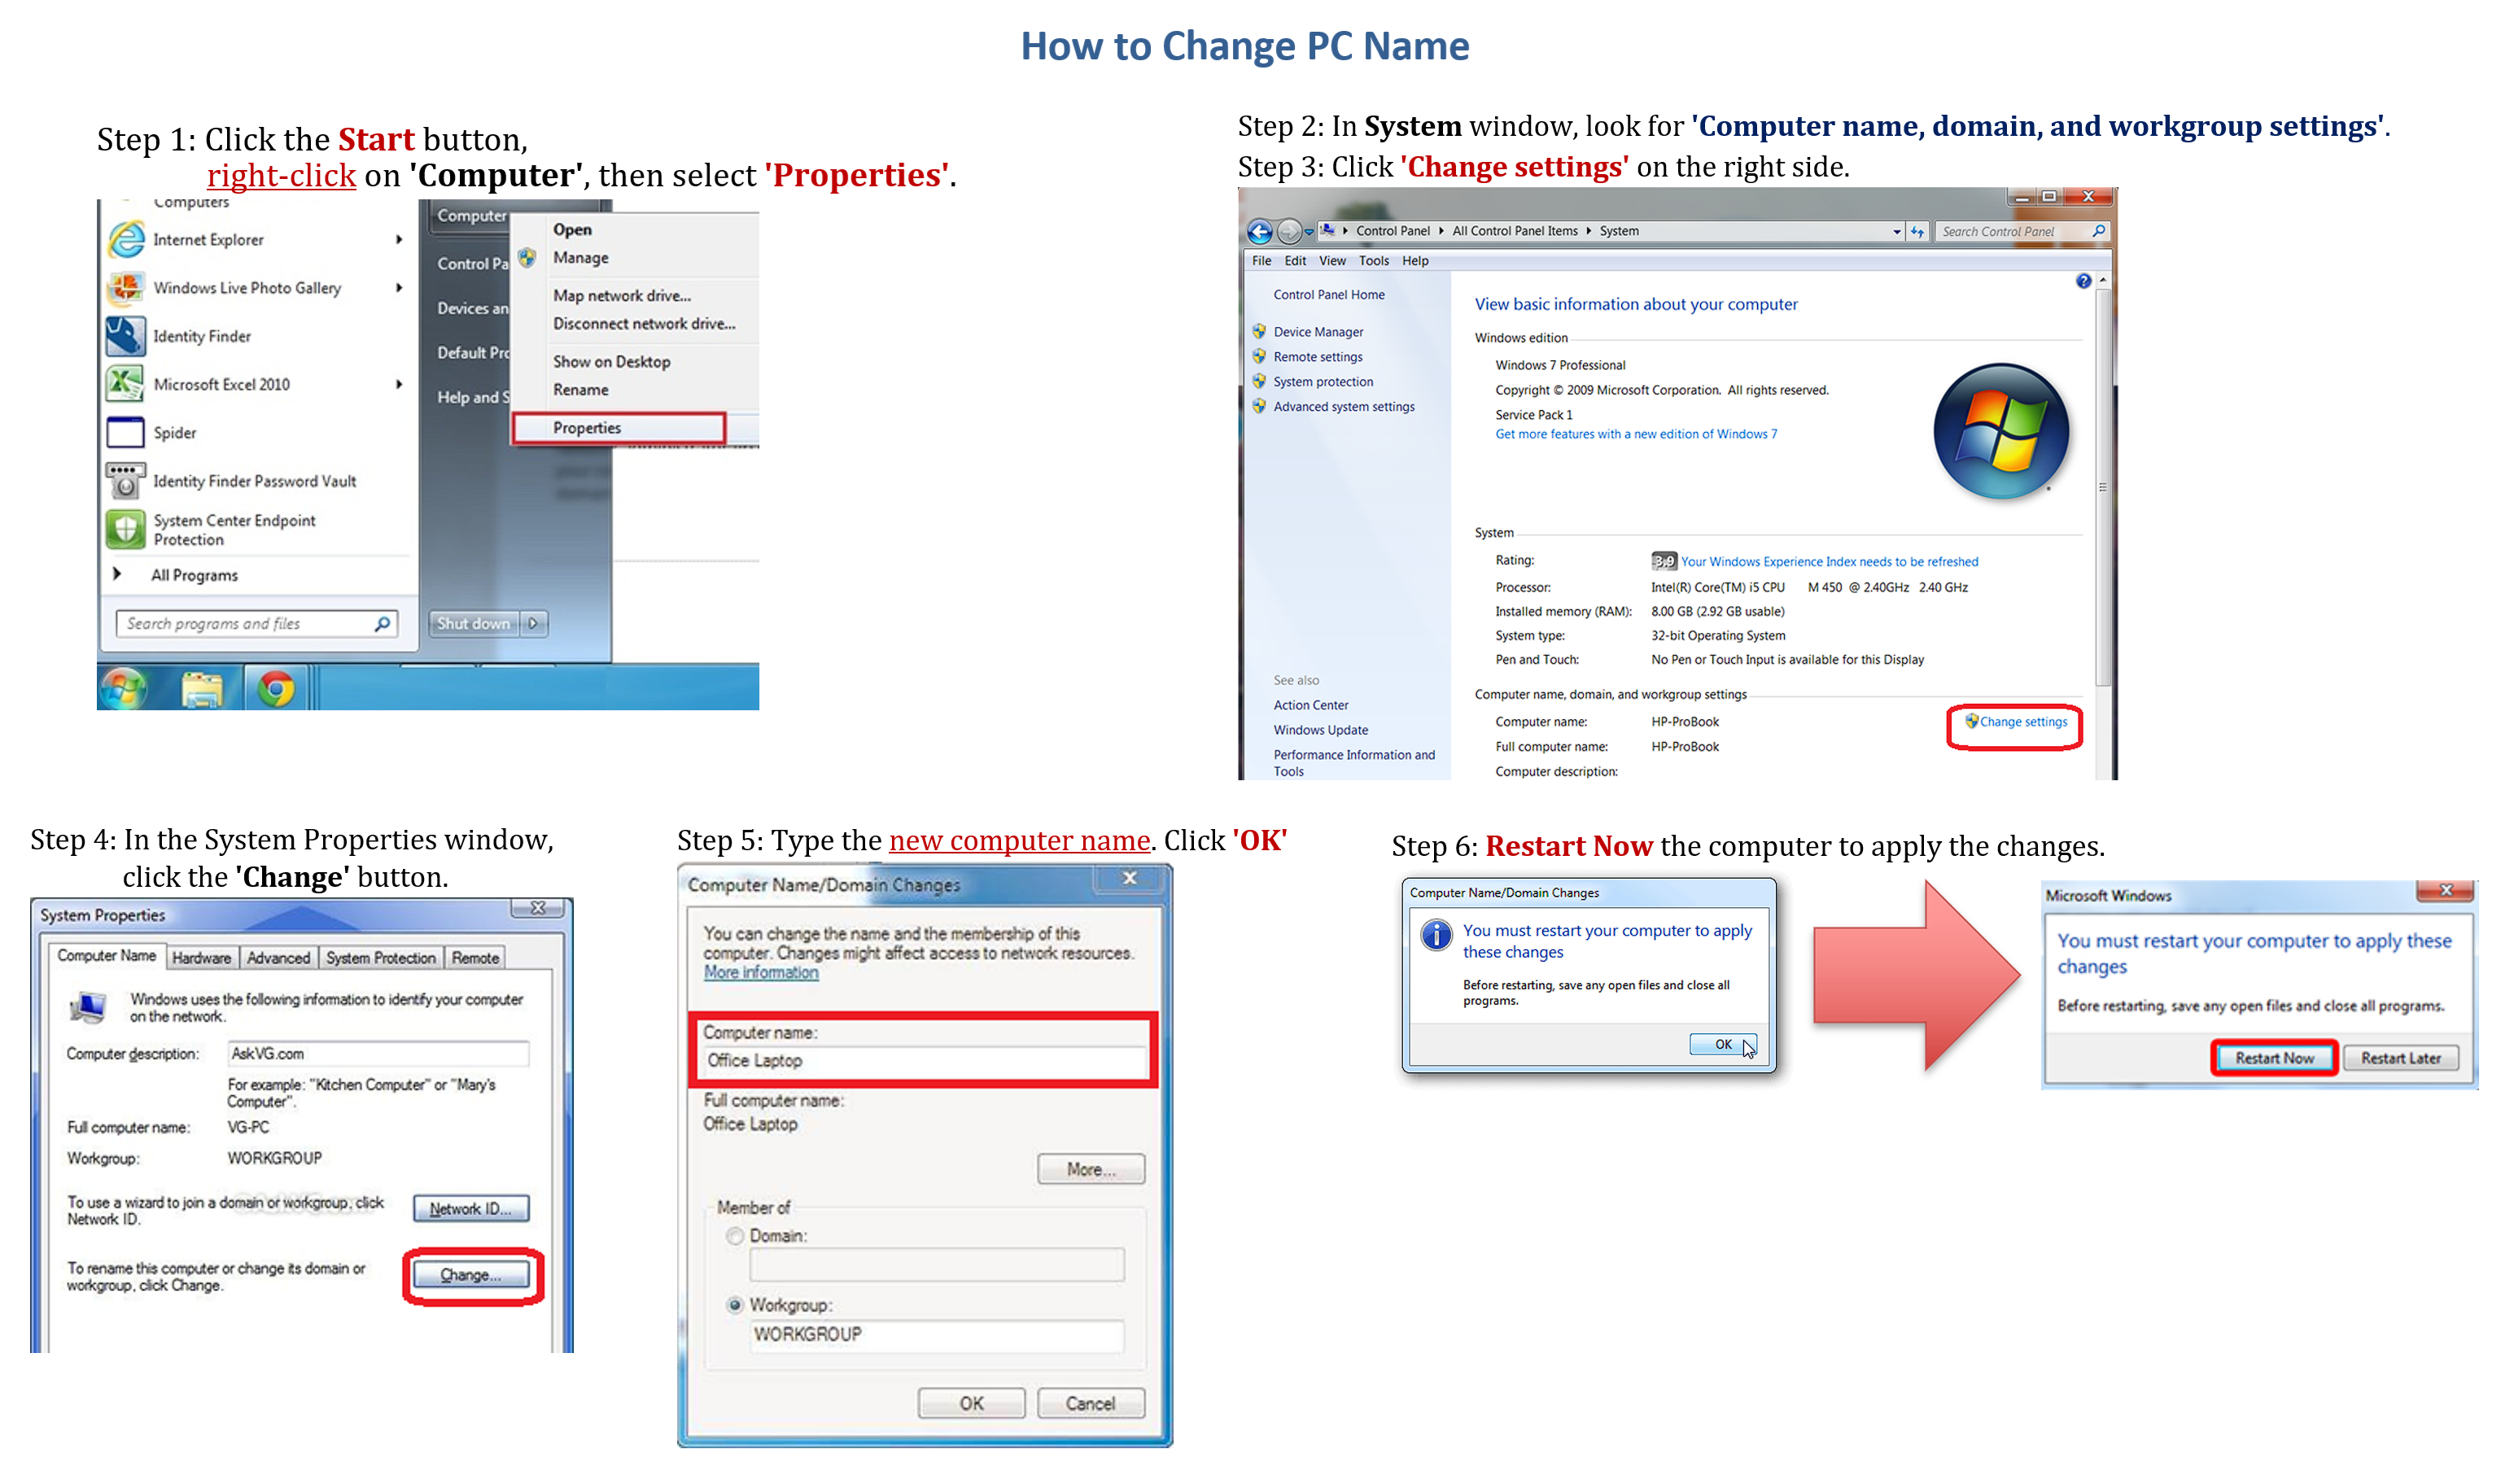 How to Change PC Name
Step 1: Click the Start button,
right-click on 'Computer', then select 'Properties'.
Computers
Internet Explorer
Windows Live Photo Gallery
Identity Finder
Microsoft Excel 2010
Spider
Identity Finder Password Vault
System Center Endpoint
Protection
All Programs
Search programs and files
Computer
Control Pa
Devices an
Default Pro
Help and S
Shut down
Open
Manage
Map network drive...
Disconnect network drive...
Show on Desktop
Rename
Properties
Step 2: In System window, look for 'Computer name, domain, and workgroup settings'.
Step 3: Click 'Change settings' on the right side.
Control Panel All Control Panel Items System
Search Control Panel
File Edit View Tools Help
Control Panel Home
Device Manager
Remote settings
System protection
Advanced system settings
See also
Action Center
Windows Update
Performance Information and
Tools
View basic information about your computer
Windows edition
Windows 7 Professional
Copyright © 2009 Microsoft Corporation. All rights reserved.
Service Pack 1
Get more features with a new edition of Windows 7
System
Rating: 3.9 Your Windows Experience Index needs to be refreshed
Processor: Intel(R) Core(TM) i5 CPU M 450 @ 2.40GHz 2.40 GHz
Installed memory (RAM): 8.00 GB (2.92 GB usable)
System type: 32-bit Operating System
Pen and Touch: No Pen or Touch Input is available for this Display
Computer name, domain, and workgroup settings
Computer name: HP-ProBook Change settings
Full computer name: HP-ProBook
Computer description:
Step 4: In the System Properties window,
click the 'Change' button.
System Properties
Computer Name Hardware Advanced System Protection Remote
Windows uses the following information to identify your computer
on the network.
Computer description: AskVG.com
For example: "Kitchen Computer" or "Mary's
Computer".
Full computer name: VG-PC
Workgroup: WORKGROUP
To use a wizard to join a domain or workgroup, click
Network ID.
Network ID...
To rename this computer or change its domain or
workgroup, click Change.
Change...
Step 5: Type the new computer name. Click 'OK'
Computer Name/Domain Changes
You can change the name and the membership of this
computer. Changes might affect access to network resources.
More information
Computer name:
Office Laptop
Full computer name:
Office Laptop
More...
Member of
Domain:
Workgroup:
WORKGROUP
OK Cancel
Step 6: Restart Now the computer to apply the changes.
Computer Name/Domain Changes
You must restart your computer to apply
these changes
Before restarting, save any open files and close all
programs.
OK
Microsoft Windows
You must restart your computer to apply these
changes
Before restarting, save any open files and close all programs.
Restart Now Restart Later